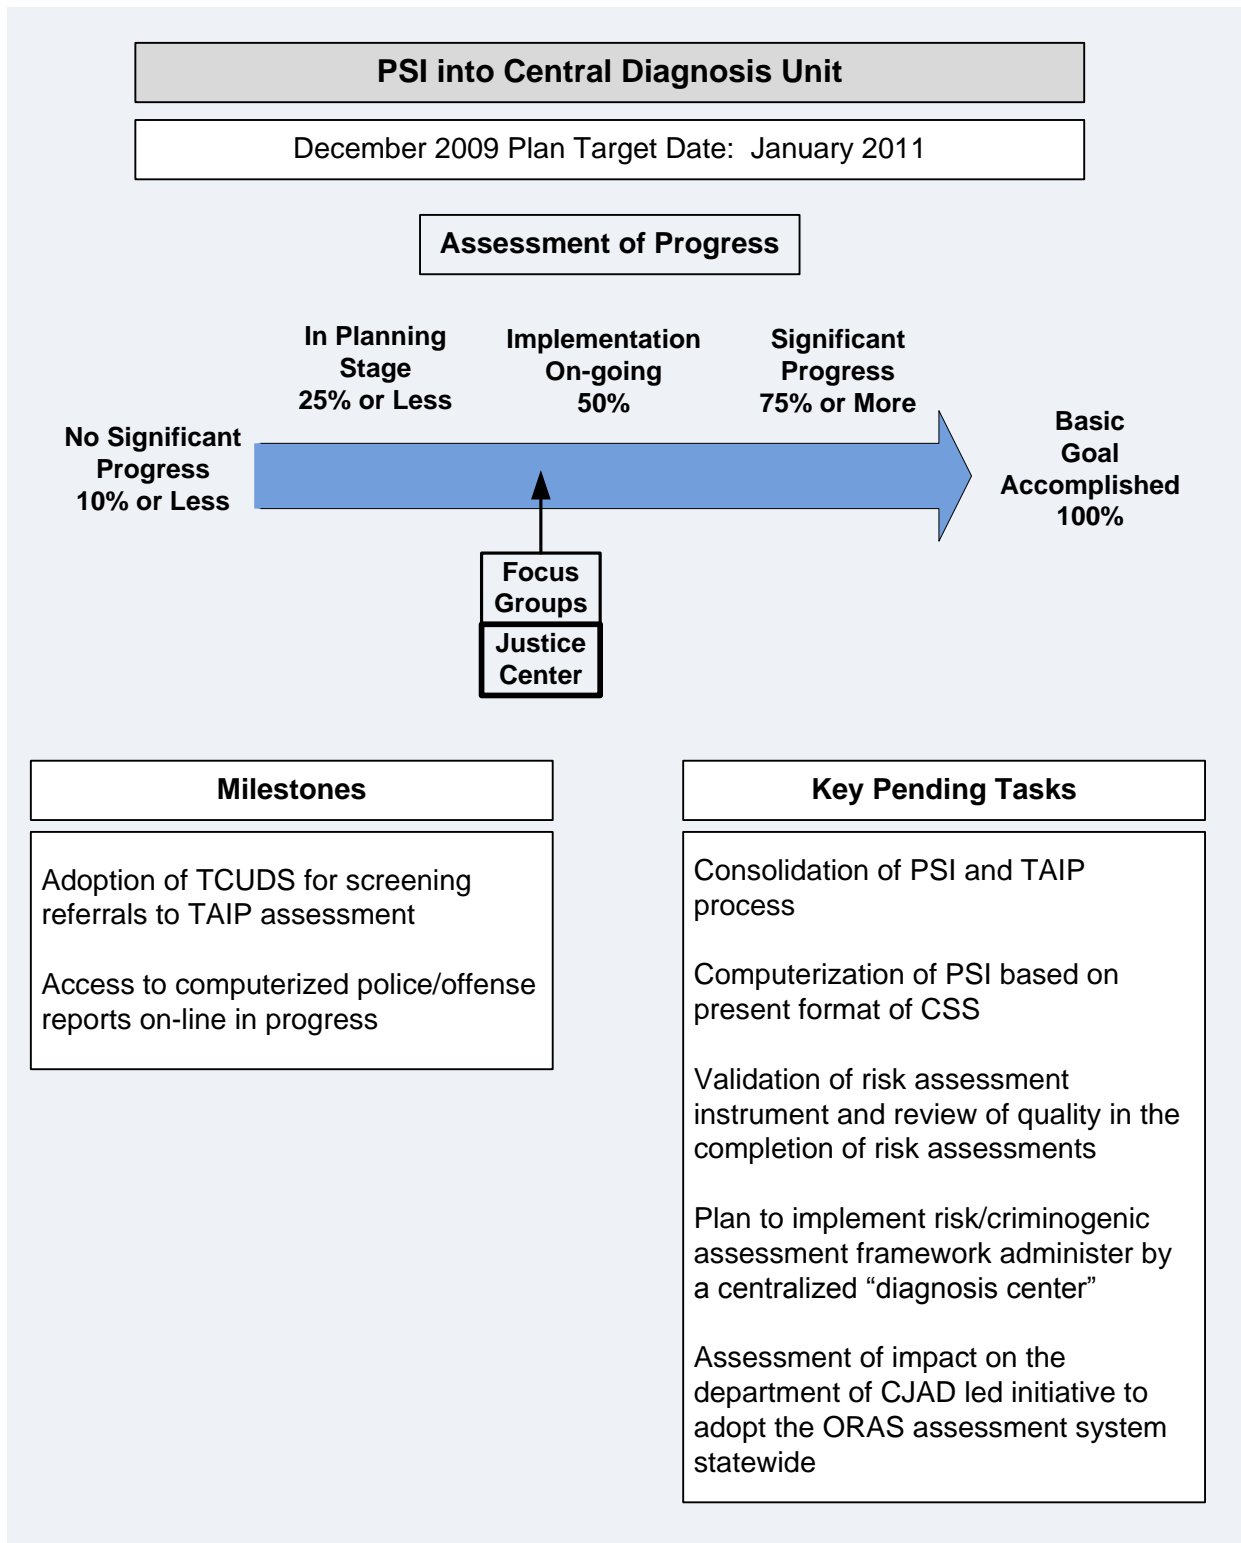 PSI into Central Diagnosis Unit
December 2009 Plan Target Date:  January 2011
Assessment of Progress
No Significant
Progress
10% or Less
In Planning
Stage
25% or Less
Implementation
On-going
50%
Significant
Progress
75% or More
Basic
Goal
Accomplished
100%
Focus
Groups
Justice
Center
Milestones
Adoption of TCUDS for screening
referrals to TAIP assessment
Access to computerized police/offense
reports on-line in progress
Key Pending Tasks
Consolidation of PSI and TAIP
process
Computerization of PSI based on
present format of CSS
Validation of risk assessment
instrument and review of quality in the
completion of risk assessments
Plan to implement risk/criminogenic
assessment framework administer by
a centralized “diagnosis center”
Assessment of impact on the
department of CJAD led initiative to
adopt the ORAS assessment system
statewide